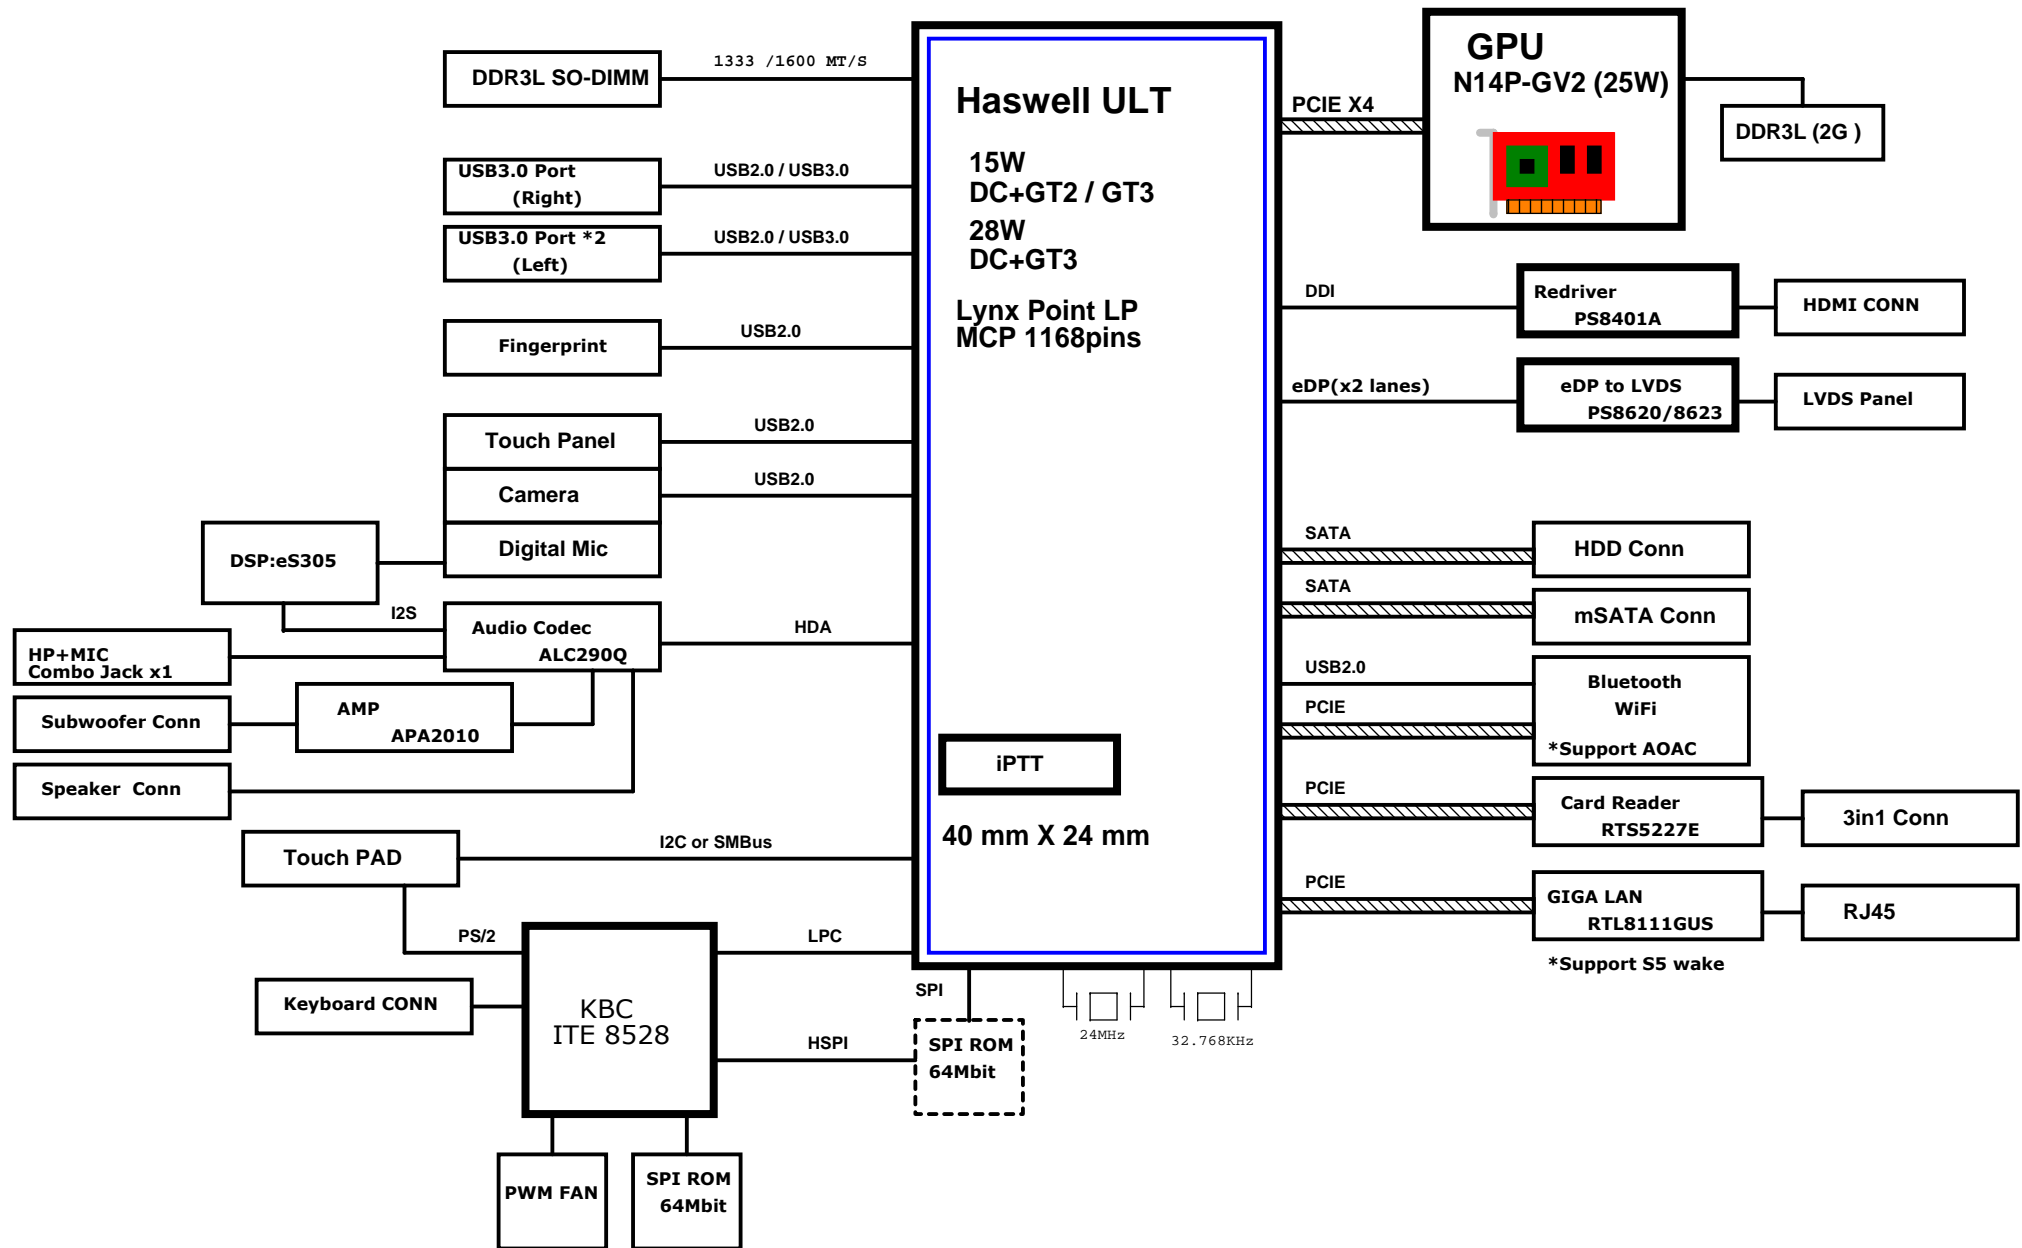 DDR3L SO-DIMM
1333 /1600 MT/S
USB3.0 Port
(Right)
USB2.0 / USB3.0
USB3.0 Port *2
(Left)
USB2.0 / USB3.0
Fingerprint
USB2.0
Touch Panel
USB2.0
Camera
USB2.0
Digital Mic
DSP:eS305
I2S
Audio Codec
ALC290Q
HDA
HP+MIC
Combo Jack x1
Subwoofer Conn
AMP
APA2010
Speaker  Conn
Touch PAD
I2C or SMBus
PS/2
LPC
Keyboard CONN
KBC
ITE 8528
HSPI
PWM FAN
SPI ROM
64Mbit
Haswell ULT
15W
DC+GT2 / GT3
28W
DC+GT3
Lynx Point LP
MCP 1168pins
iPTT
40 mm X 24 mm
SPI
SPI ROM
64Mbit
24MHz
32.768KHz
PCIE X4
GPU
N14P-GV2 (25W)
DDR3L (2G )
DDI
Redriver
PS8401A
HDMI CONN
eDP(x2 lanes)
eDP to LVDS
PS8620/8623
LVDS Panel
SATA
HDD Conn
SATA
mSATA Conn
USB2.0
PCIE
Bluetooth
WiFi
*Support AOAC
PCIE
Card Reader
RTS5227E
3in1 Conn
PCIE
GIGA LAN
RTL8111GUS
RJ45
*Support S5 wake